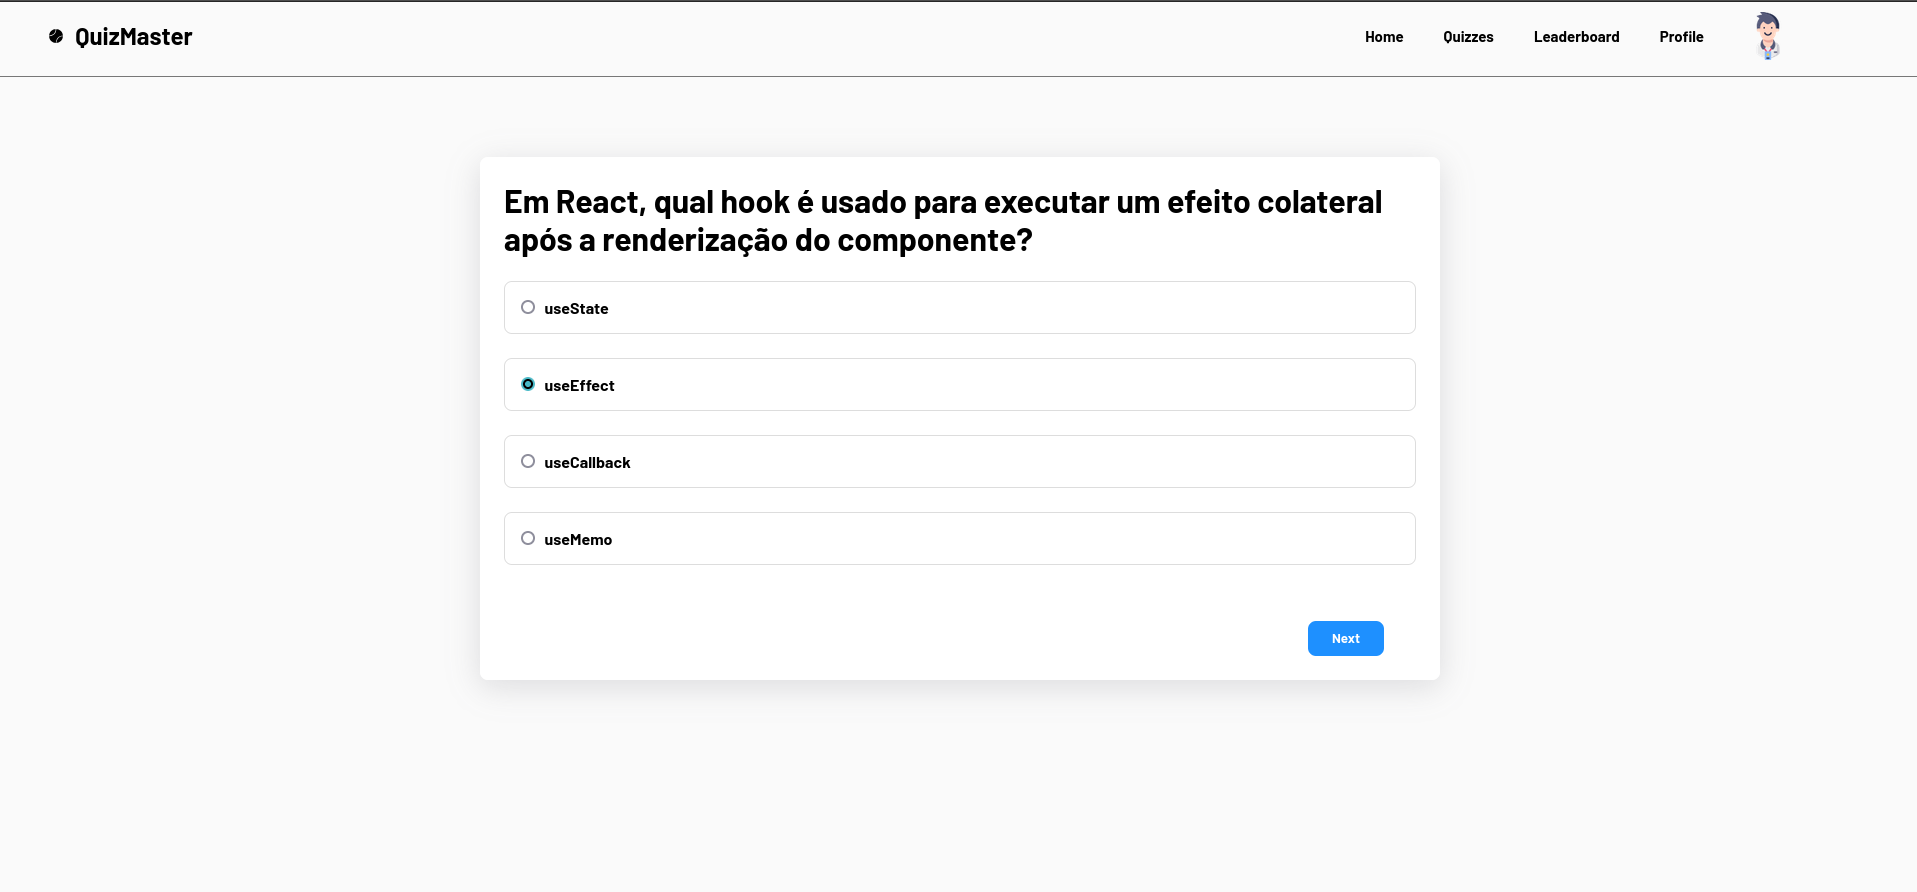 QuizMaster
Home Quizzes Leaderboard Profile
Em React, qual hook é usado para executar um efeito colateral
após a renderização do componente?
useState
useEffect
useCallback
useMemo
Next